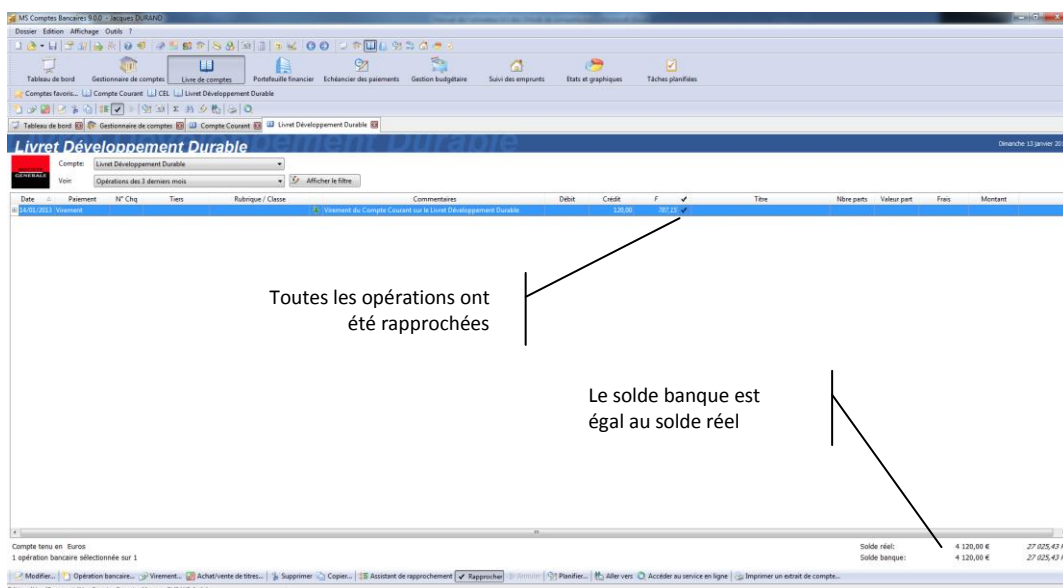 MS Comptes Bancaires 9.0.0 - Jacques DURAND
Dossier Edition Affichage Outils ?
Tableau de bord Gestionnaire de comptes Livre de comptes Portefeuille financier Echéancier des paiements Gestion budgétaire Suivi des emprunts Etats et graphiques Tâches planifiées
Comptes favoris... Compte Courant CEL Livret Développement Durable
Tableau de bord Gestionnaire de comptes Compte Courant Livret Développement Durable
Livret Développement Durable
Dimanche 13 janvier 20
GENERALE
Compte: Livret Développement Durable
Voir: Opérations des 3 derniers mois Afficher le filtre
Date Paiement N° Chq Tiers Rubrique / Classe Commentaires Débit Crédit F ✓ Titre Nbre parts Valeur part Frais Montant
14/01/2013 Virement Virement du Compte Courant sur le Livret Développement Durable 120,00 787,15 ✓
Toutes les opérations ont
été rapprochées
Le solde banque est
égal au solde réel
Compte tenu en Euros Solde réel: 4 120,00 € 27 025,43 F
1 opération bancaire sélectionnée sur 1 Solde banque: 4 120,00 € 27 025,43 F
Modifier... Opération bancaire... Virement... Achat/vente de titres... Supprimer Copier... Assistant de rapprochement Rapprocher Annuler Planifier... Aller vers Accéder au service en ligne Imprimer un extrait de compte...